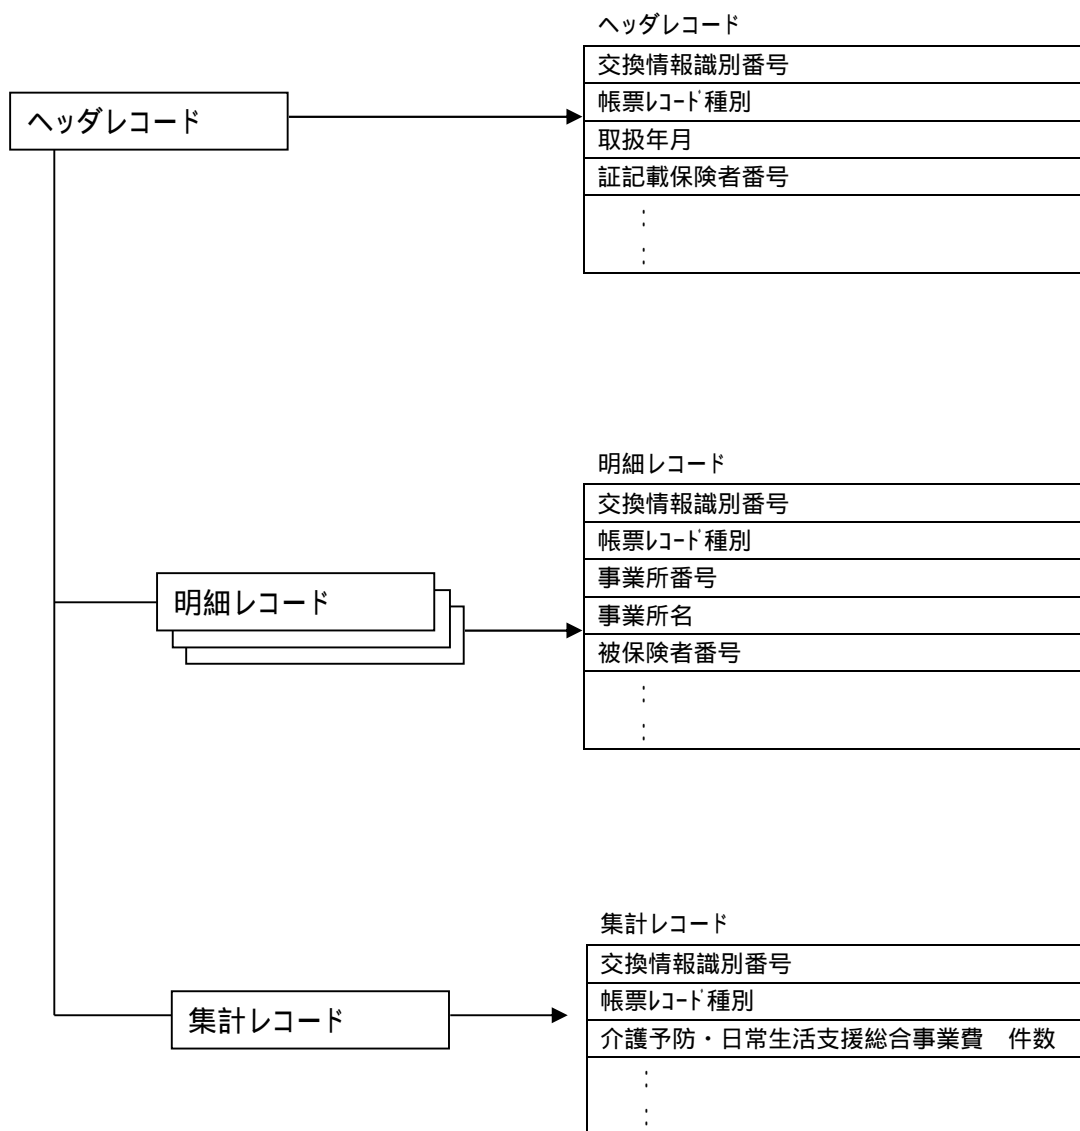 ヘッダレコード
交換情報識別番号
ヘッダレコード
帳票ﾚｺｰﾄﾞ種別
取扱年月
証記載保険者番号
:
:
明細レコード
交換情報識別番号
帳票ﾚｺｰﾄﾞ種別
事業所番号
明細レコード
事業所名
被保険者番号
:
:
集計レコード
交換情報識別番号
帳票ﾚｺｰﾄﾞ種別
集計レコード
介護予防・日常生活支援総合事業費　件数
:
: